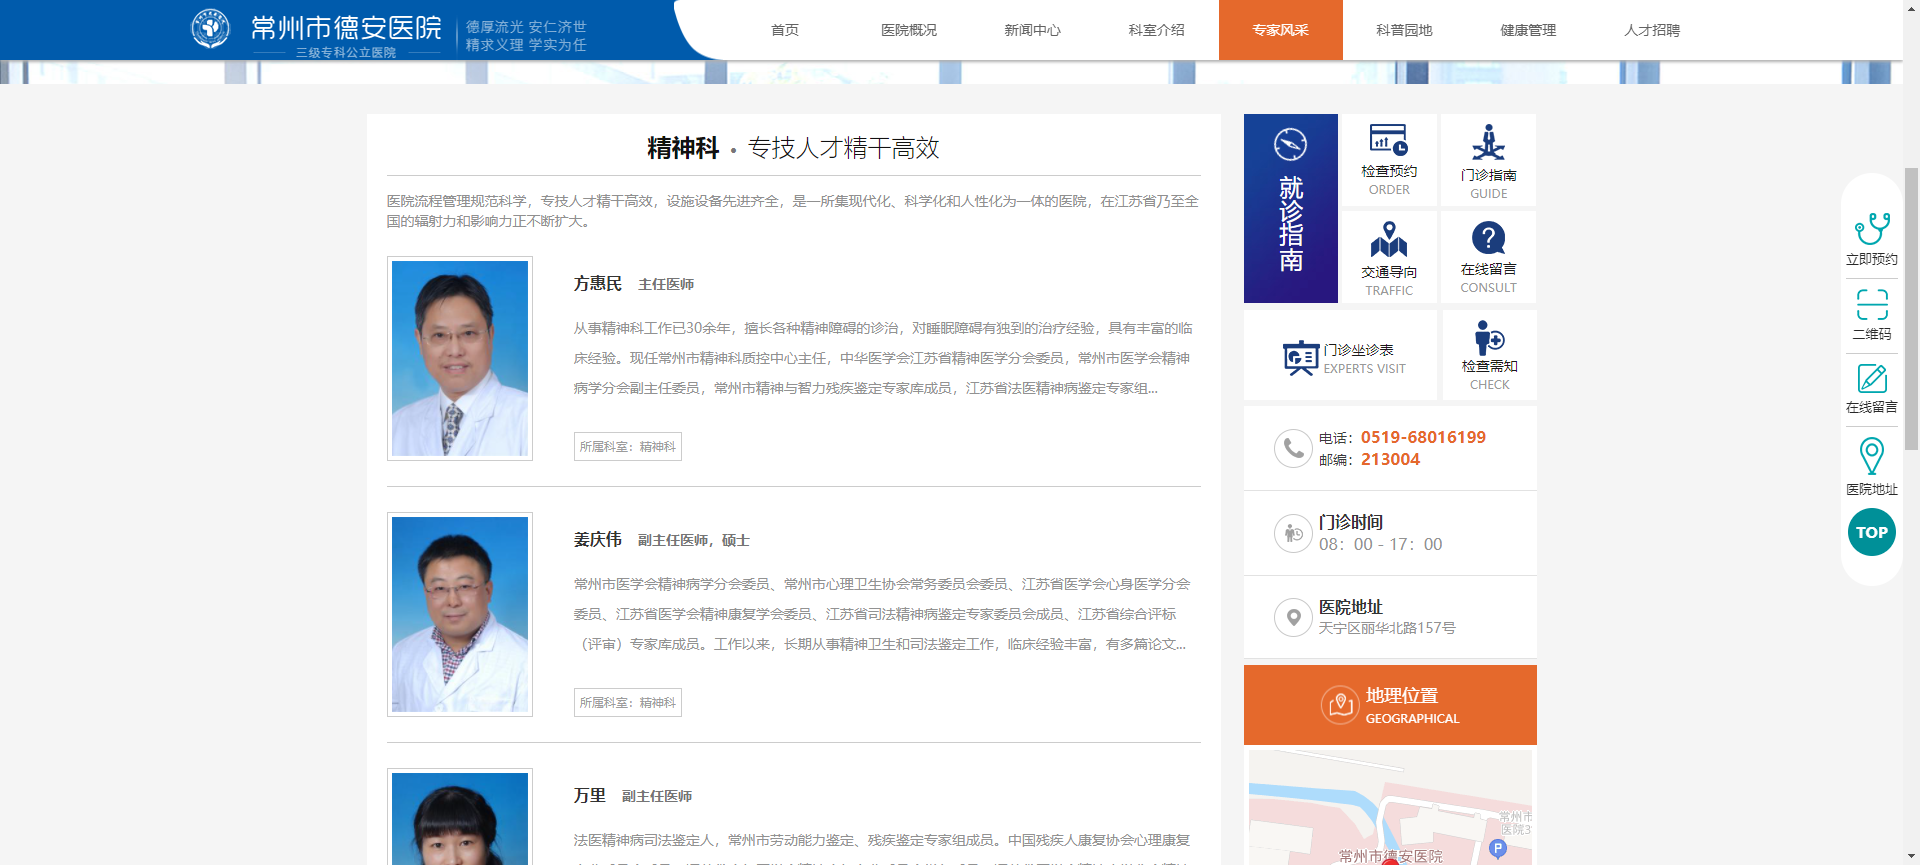 常州市德安医院
三级专科公立医院
德厚流光 安仁济世
精求义理 学实为任
首页
医院概况
新闻中心
科室介绍
专家风采
科普园地
健康管理
人才招聘
精神科 · 专技人才精干高效
医院流程管理规范科学，专技人才精干高效，设施设备先进齐全，是一所集现代化、科学化和人性化为一体的医院，在江苏省乃至全
国的辐射力和影响力正不断扩大。
方惠民 主任医师
从事精神科工作已30余年，擅长各种精神障碍的诊治，对睡眠障碍有独到的治疗经验，具有丰富的临
床经验。现任常州市精神科质控中心主任，中华医学会江苏省精神医学分会委员，常州市医学会精神
病学分会副主任委员，常州市精神与智力残疾鉴定专家库成员，江苏省法医精神病鉴定专家组...
所属科室：精神科
姜庆伟 副主任医师，硕士
常州市医学会精神病学分会委员、常州市心理卫生协会常务委员会委员、江苏省医学会心身医学分会
委员、江苏省医学会精神康复学会委员、江苏省司法精神病鉴定专家委员会成员、江苏省综合评标
（评审）专家库成员。工作以来，长期从事精神卫生和司法鉴定工作，临床经验丰富，有多篇论文...
所属科室：精神科
万里 副主任医师
法医精神病司法鉴定人，常州市劳动能力鉴定、残疾鉴定专家组成员。中国残疾人康复协会心理康复
就诊指南
检查预约
ORDER
门诊指南
GUIDE
交通导向
TRAFFIC
在线留言
CONSULT
门诊坐诊表
EXPERTS VISIT
检查需知
CHECK
电话：0519-68016199
邮编：213004
门诊时间
08：00 - 17：00
医院地址
天宁区丽华北路157号
地理位置
GEOGRAPHICAL
常州市
医院3
P
常州市德安医院
立即预约
二维码
在线留言
医院地址
TOP